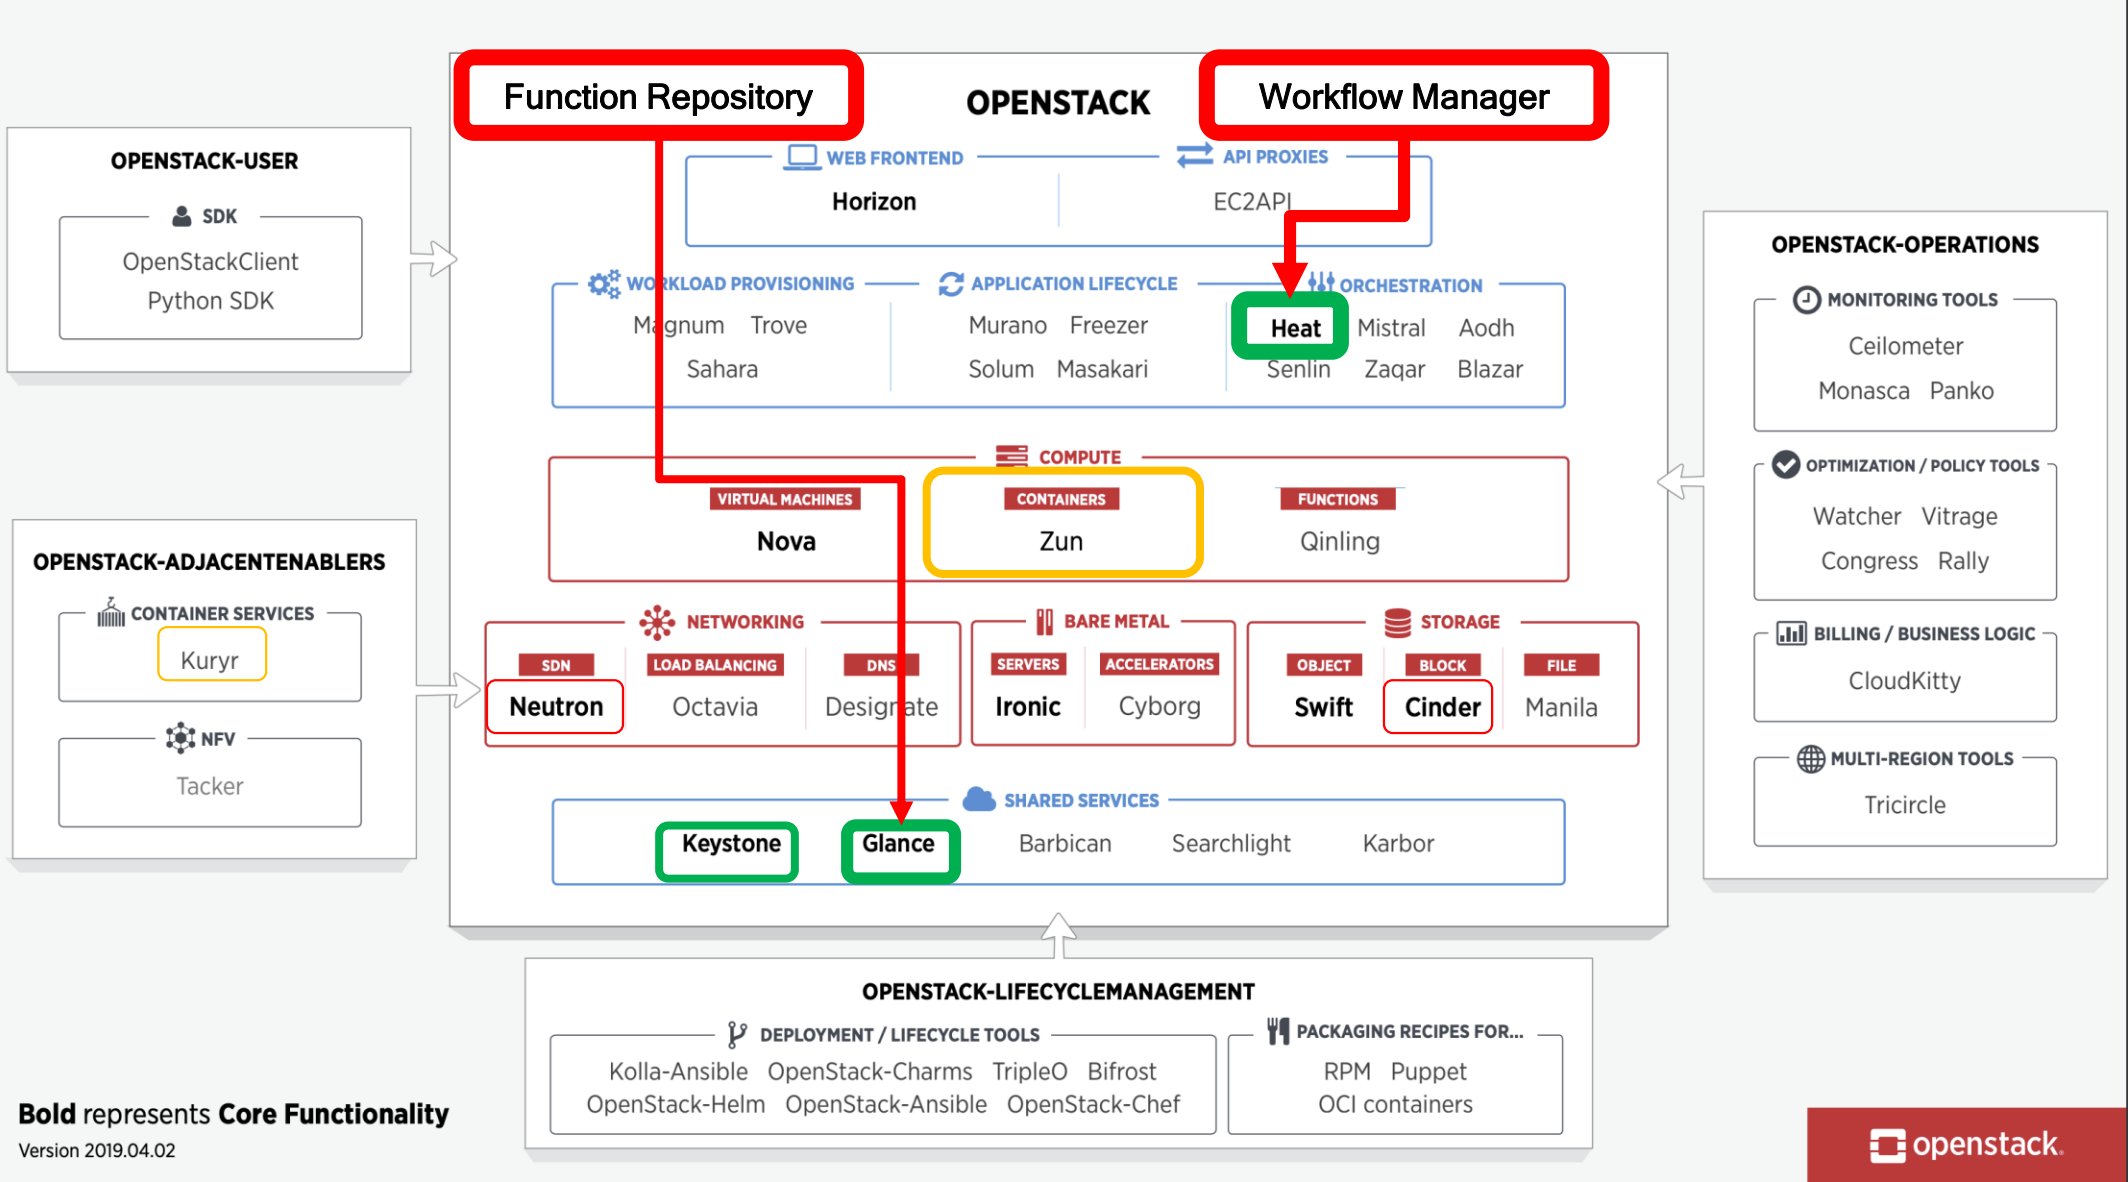 Function Repository
OPENSTACK
Workflow Manager
WEB FRONTEND
Horizon
API PROXIES
EC2API
OPENSTACK-USER
SDK
OpenStackClient
Python SDK
WORKLOAD PROVISIONING
Magnum Trove
Sahara
APPLICATION LIFECYCLE
Murano Freezer
Solum Masakari
ORCHESTRATION
Heat Mistral Aodh
Senlin Zaqar Blazar
OPENSTACK-OPERATIONS
MONITORING TOOLS
Ceilometer
Monasca Panko
OPTIMIZATION / POLICY TOOLS
Watcher Vitrage
Congress Rally
BILLING / BUSINESS LOGIC
CloudKitty
MULTI-REGION TOOLS
Tricircle
COMPUTE
VIRTUAL MACHINES
Nova
CONTAINERS
Zun
FUNCTIONS
Qinling
OPENSTACK-ADJACENTENABLERS
CONTAINER SERVICES
Kuryr
NFV
Tacker
NETWORKING
SDN
Neutron
LOAD BALANCING
Octavia
DNS
Designate
BARE METAL
SERVERS
Ironic
ACCELERATORS
Cyborg
STORAGE
OBJECT
Swift
BLOCK
Cinder
FILE
Manila
SHARED SERVICES
Keystone Glance Barbican Searchlight Karbor
OPENSTACK-LIFECYCLEMANAGEMENT
DEPLOYMENT / LIFECYCLE TOOLS
Kolla-Ansible OpenStack-Charms TripleO Bifrost
OpenStack-Helm OpenStack-Ansible OpenStack-Chef
PACKAGING RECIPES FOR...
RPM Puppet
OCI containers
Bold represents Core Functionality
Version 2019.04.02
openstack.